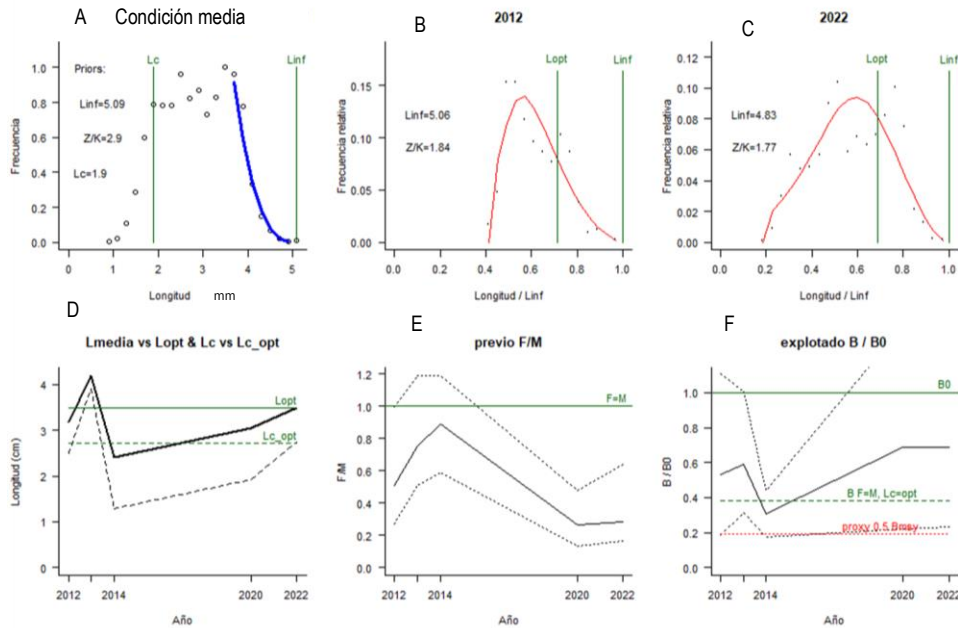 A Condición media
Lc
Linf
Priors:
Linf=5.09
Z/K=2.9
Lc=1.9
Frecuencia
0.0 0.2 0.4 0.6 0.8 1.0
0 1 2 3 4 5
Longitud mm
B 2012
Lopt
Linf
Linf=5.06
Z/K=1.84
Frecuencia relativa
0.00 0.05 0.10 0.15
0.0 0.2 0.4 0.6 0.8 1.0
Longitud / Linf
C 2022
Lopt
Linf
Linf=4.83
Z/K=1.77
Frecuencia relativa
0.00 0.02 0.04 0.06 0.08 0.10 0.12
0.0 0.2 0.4 0.6 0.8 1.0
Longitud / Linf
D
Lmedia vs Lopt & Lc vs Lc_opt
Lopt
Lc_opt
Longitud (cm)
0 1 2 3 4
2012 2014 2020 2022
Año
E
previo F/M
F=M
F/M
0.0 0.2 0.4 0.6 0.8 1.0 1.2
2012 2014 2020 2022
Año
F
explotado B / B0
B0
B F=M, Lc=opt
proxy 0.5 Bmsy
B / B0
0.0 0.2 0.4 0.6 0.8 1.0
2012 2014 2020 2022
Año